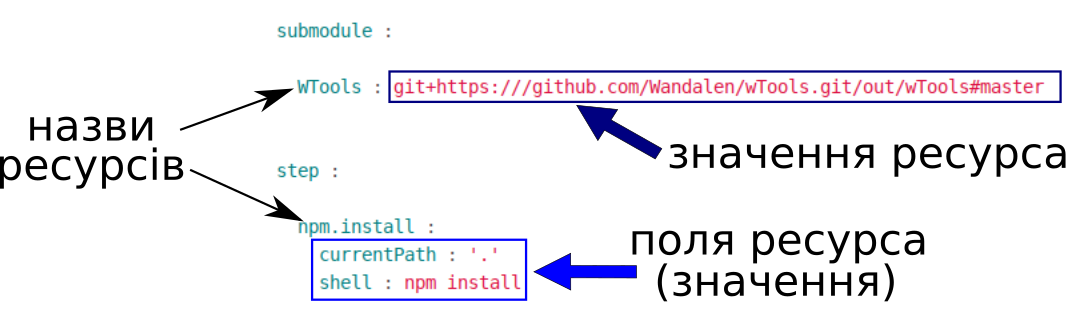 submodule :
WTools : git+https:///github.com/Wandalen/wTools.git/out/wTools#master
назви
ресурсів
значення ресурса
step :
npm.install :
currentPath : '.'
shell : npm install
поля ресурса
(значення)